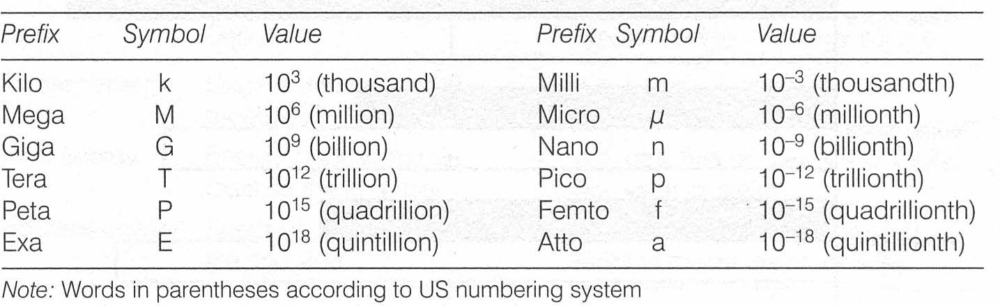 Prefix Symbol Value Prefix Symbol Value
Kilo k 10³ (thousand) Milli m 10⁻³ (thousandth)
Mega M 10⁶ (million) Micro μ 10⁻⁶ (millionth)
Giga G 10⁹ (billion) Nano n 10⁻⁹ (billionth)
Tera T 10¹² (trillion) Pico p 10⁻¹² (trillionth)
Peta P 10¹⁵ (quadrillion) Femto f 10⁻¹⁵ (quadrillionth)
Exa E 10¹⁸ (quintillion) Atto a 10⁻¹⁸ (quintillionth)
Note: Words in parentheses according to US numbering system